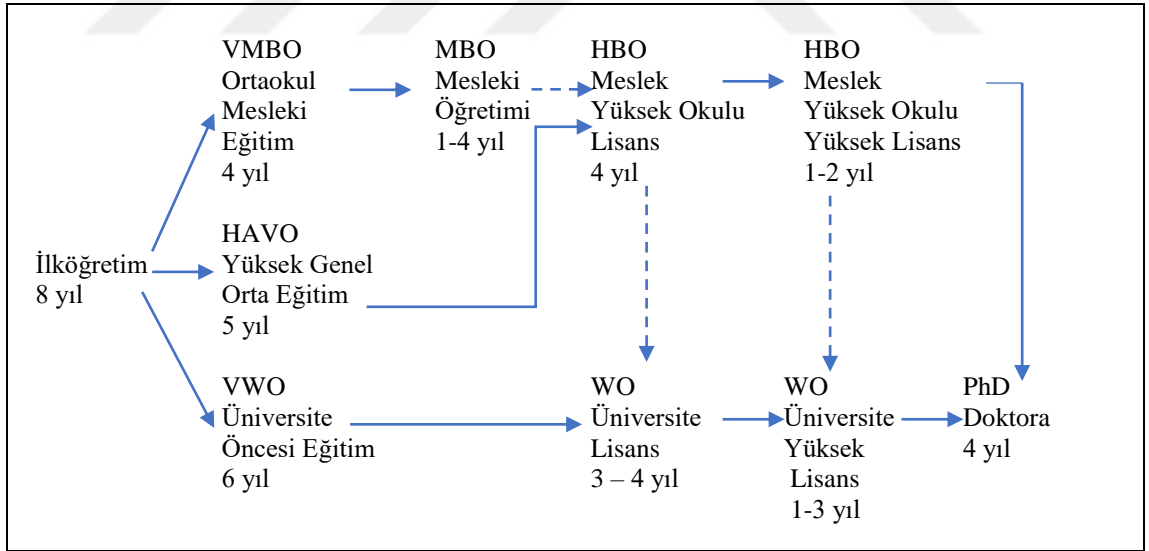 VMBO
Ortaokul
Mesleki
Eğitim
4 yıl
MBO
Mesleki
Öğretimi
1-4 yıl
HBO
Meslek
Yüksek Okulu
Lisans
4 yıl
HBO
Meslek
Yüksek Okulu
Yüksek Lisans
1-2 yıl
İlköğretim
8 yıl
HAVO
Yüksek Genel
Orta Eğitim
5 yıl
VWO
Üniversite
Öncesi Eğitim
6 yıl
WO
Üniversite
Lisans
3 – 4 yıl
WO
Üniversite
Yüksek
Lisans
1-3 yıl
PhD
Doktora
4 yıl